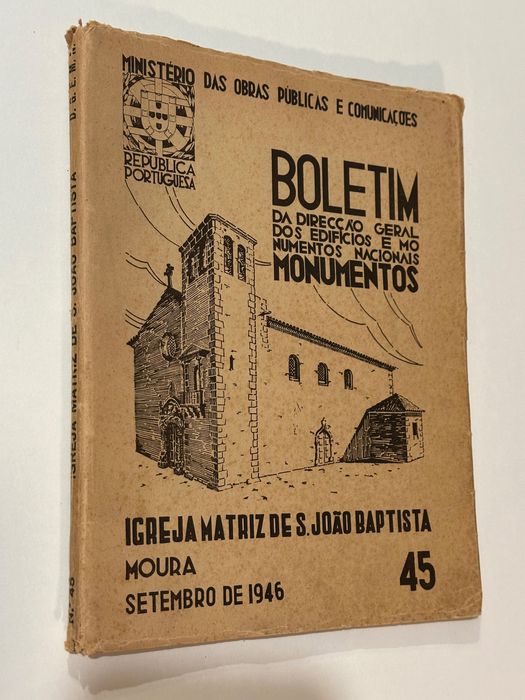 MINISTÉRIO DAS OBRAS PÚBLICAS E COMUNICAÇÕES
REPÚBLICA
PORTUGUESA
BOLETIM
DA DIRECÇÃO GERAL
DOS EDIFÍCIOS E MO
NUMENTOS NACIONAIS
MONUMENTOS
IGREJA MATRIZ DE S. JOÃO BAPTISTA
MOURA
SETEMBRO DE 1946
45
N.º 45 IGREJA MATRIZ DE S. JOÃO BAPTISTA D. G. E. M. N.